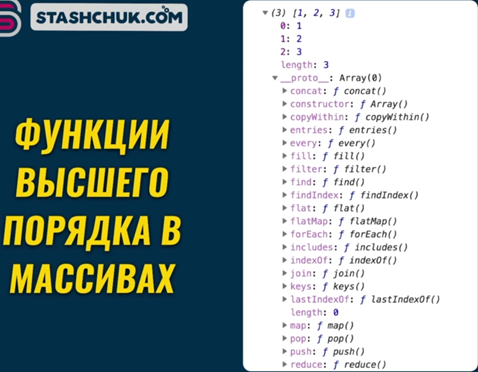 STASHCHUK.COM
ФУНКЦИИ
ВЫСШЕГО
ПОРЯДКА В
МАССИВАХ
(3) [1, 2, 3] i
0: 1
1: 2
2: 3
length: 3
__proto__: Array(0)
concat: ƒ concat()
constructor: ƒ Array()
copyWithin: ƒ copyWithin()
entries: ƒ entries()
every: ƒ every()
fill: ƒ fill()
filter: ƒ filter()
find: ƒ find()
findIndex: ƒ findIndex()
flat: ƒ flat()
flatMap: ƒ flatMap()
forEach: ƒ forEach()
includes: ƒ includes()
indexOf: ƒ indexOf()
join: ƒ join()
keys: ƒ keys()
lastIndexOf: ƒ lastIndexOf()
length: 0
map: ƒ map()
pop: ƒ pop()
push: ƒ push()
reduce: ƒ reduce()